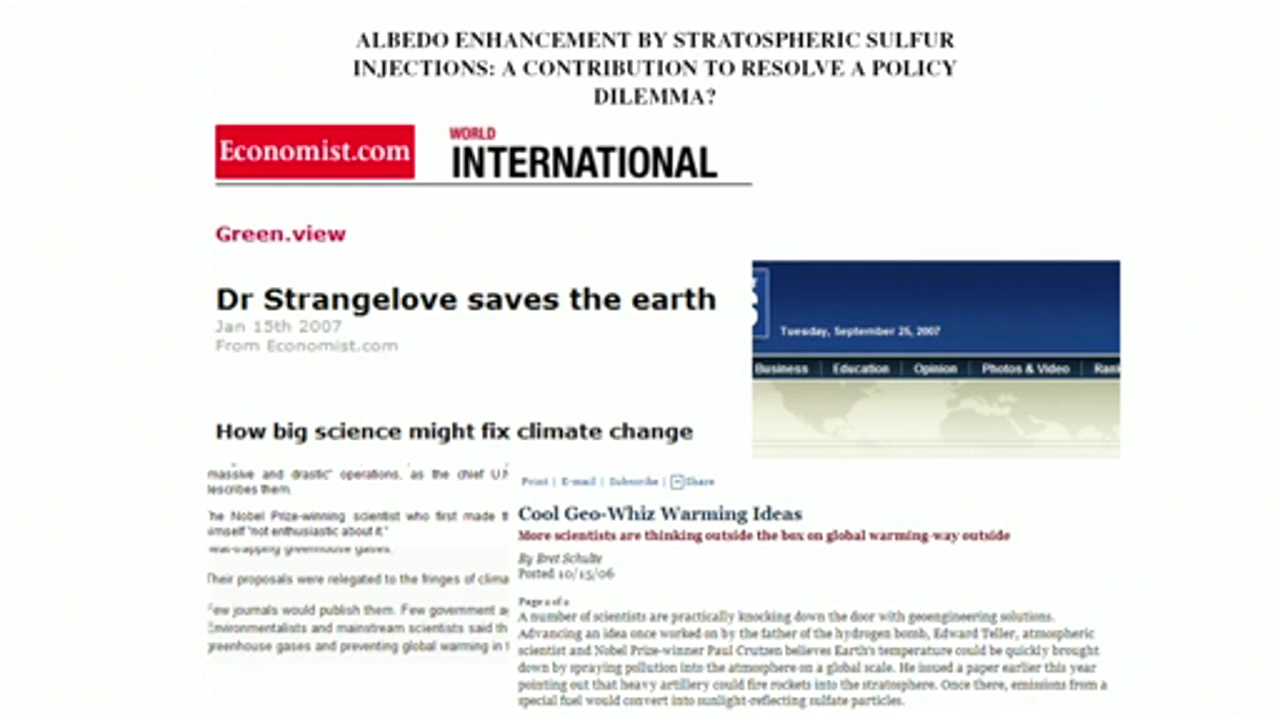 ALBEDO ENHANCEMENT BY STRATOSPHERIC SULFUR
INJECTIONS: A CONTRIBUTION TO RESOLVE A POLICY
DILEMMA?
Economist.com
WORLD
INTERNATIONAL
Green.view
Dr Strangelove saves the earth
Jan 15th 2007
From Economist.com
How big science might fix climate change
Tuesday, September 25, 2007
Business Education Opinion Photos & Video Rank
massive and drastic" operations, as the chief U.N
describes them.
The Nobel Prize-winning scientist who first made t
himself "not enthusiastic about it."
heat-trapping greenhouse gases.
Their proposals were relegated to the fringes of clima
Few journals would publish them. Few government a
Environmentalists and mainstream scientists said th
greenhouse gases and preventing global warming in t
Print | E-mail | Subscribe | Share
Cool Geo-Whiz Warming Ideas
More scientists are thinking outside the box on global warming-way outside
By Bret Schulte
Posted 10/15/06
A number of scientists are practically knocking down the door with geoengineering solutions.
Advancing an idea once worked on by the father of the hydrogen bomb, Edward Teller, atmospheric
scientist and Nobel Prize-winner Paul Crutzen believes Earth's temperature could be quickly brought
down by spraying pollution into the atmosphere on a global scale. He issued a paper earlier this year
pointing out that heavy artillery could fire rockets into the stratosphere. Once there, emissions from a
special fuel would convert into sunlight-reflecting sulfate particles.